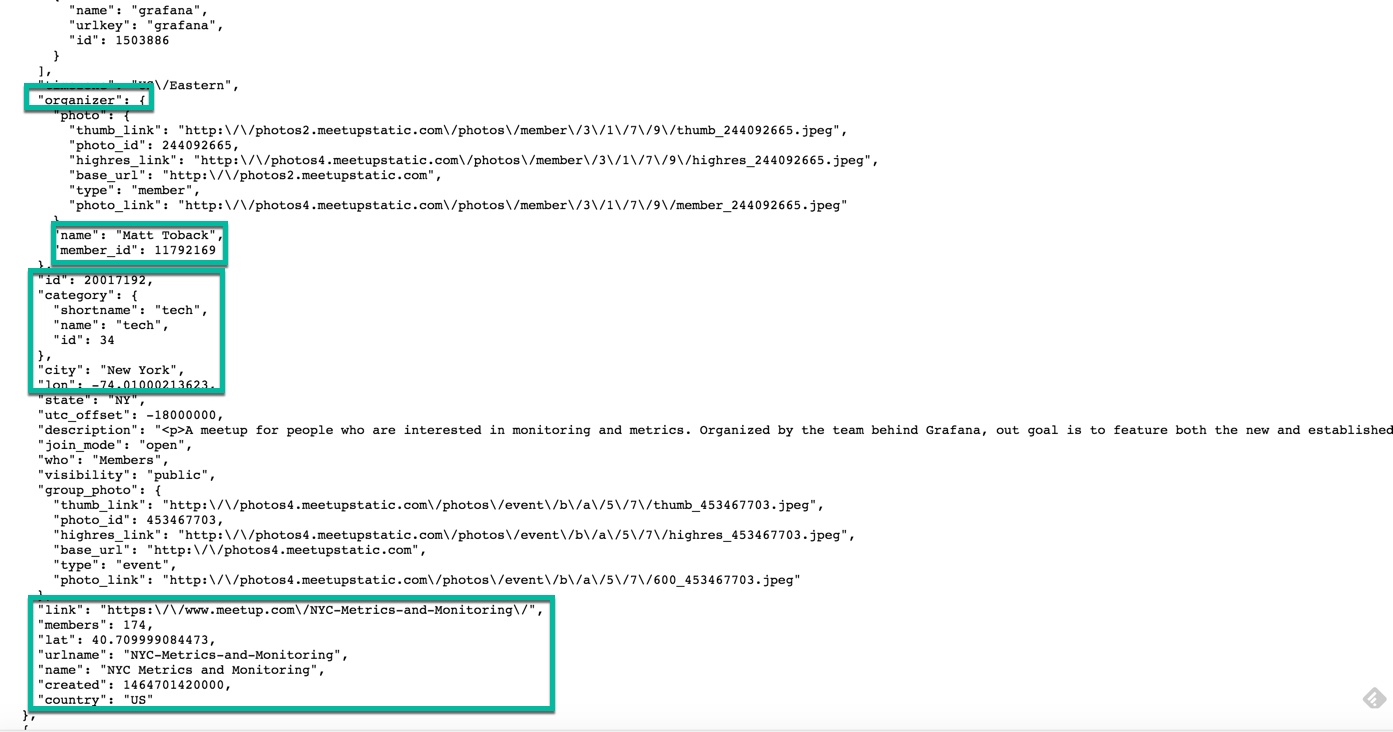 "name": "grafana",
"urlkey": "grafana",
"id": 1503886
}
],
\/Eastern",
"organizer": {
"photo": {
"thumb_link": "http:\/\/photos2.meetupstatic.com\/photos\/member\/3\/1\/7\/9\/thumb_244092665.jpeg",
"photo_id": 244092665,
"highres_link": "http:\/\/photos4.meetupstatic.com\/photos\/member\/3\/1\/7\/9\/highres_244092665.jpeg",
"base_url": "http:\/\/photos2.meetupstatic.com",
"type": "member",
"photo_link": "http:\/\/photos4.meetupstatic.com\/photos\/member\/3\/1\/7\/9\/member_244092665.jpeg"
"name": "Matt Toback",
"member_id": 11792169
},
"id": 20017192,
"category": {
"shortname": "tech",
"name": "tech",
"id": 34
},
"city": "New York",
"lon": -74.01000213623,
"state": "NY",
"utc_offset": -18000000,
"description": "<p>A meetup for people who are interested in monitoring and metrics. Organized by the team behind Grafana, out goal is to feature both the new and established
"join_mode": "open",
"who": "Members",
"visibility": "public",
"group_photo": {
"thumb_link": "http:\/\/photos4.meetupstatic.com\/photos\/event\/b\/a\/5\/7\/thumb_453467703.jpeg",
"photo_id": 453467703,
"highres_link": "http:\/\/photos4.meetupstatic.com\/photos\/event\/b\/a\/5\/7\/highres_453467703.jpeg",
"base_url": "http:\/\/photos4.meetupstatic.com",
"type": "event",
"photo_link": "http:\/\/photos4.meetupstatic.com\/photos\/event\/b\/a\/5\/7\/600_453467703.jpeg"
"link": "https:\/\/www.meetup.com\/NYC-Metrics-and-Monitoring\/",
"members": 174,
"lat": 40.709999084473,
"urlname": "NYC-Metrics-and-Monitoring",
"name": "NYC Metrics and Monitoring",
"created": 1464701420000,
"country": "US"
},
{